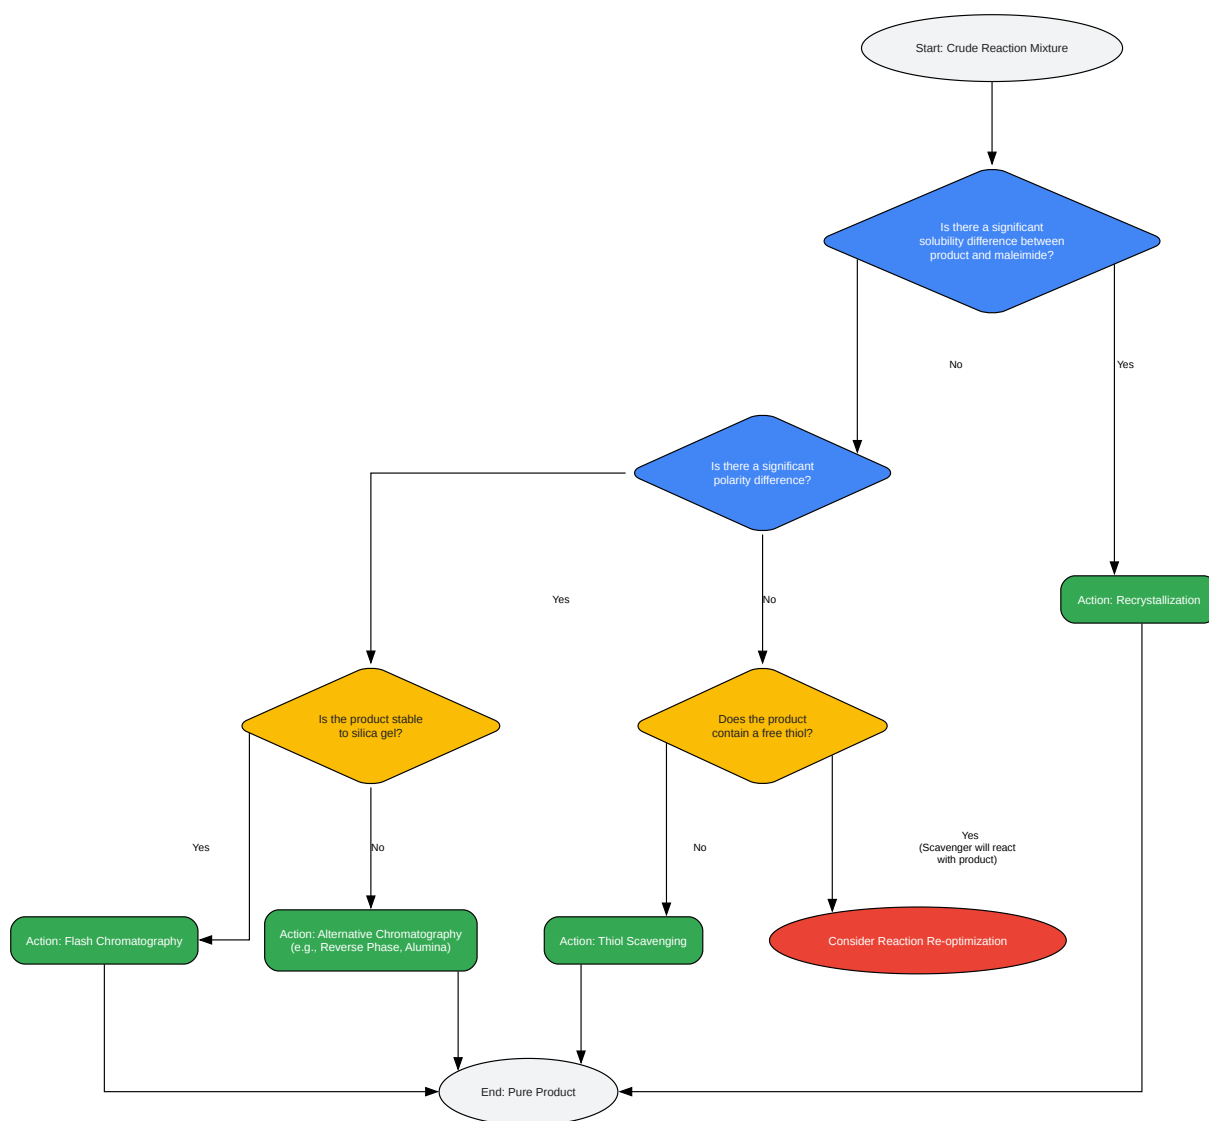 Start: Crude Reaction Mixture
Is there a significant
solubility difference between
product and maleimide?
No
Yes
Is there a significant
polarity difference?
Yes
No
Action: Recrystallization
Is the product stable
to silica gel?
Does the product
contain a free thiol?
Yes
No
No
Yes
(Scavenger will react
with product)
Action: Flash Chromatography
Action: Alternative Chromatography
(e.g., Reverse Phase, Alumina)
Action: Thiol Scavenging
Consider Reaction Re-optimization
End: Pure Product